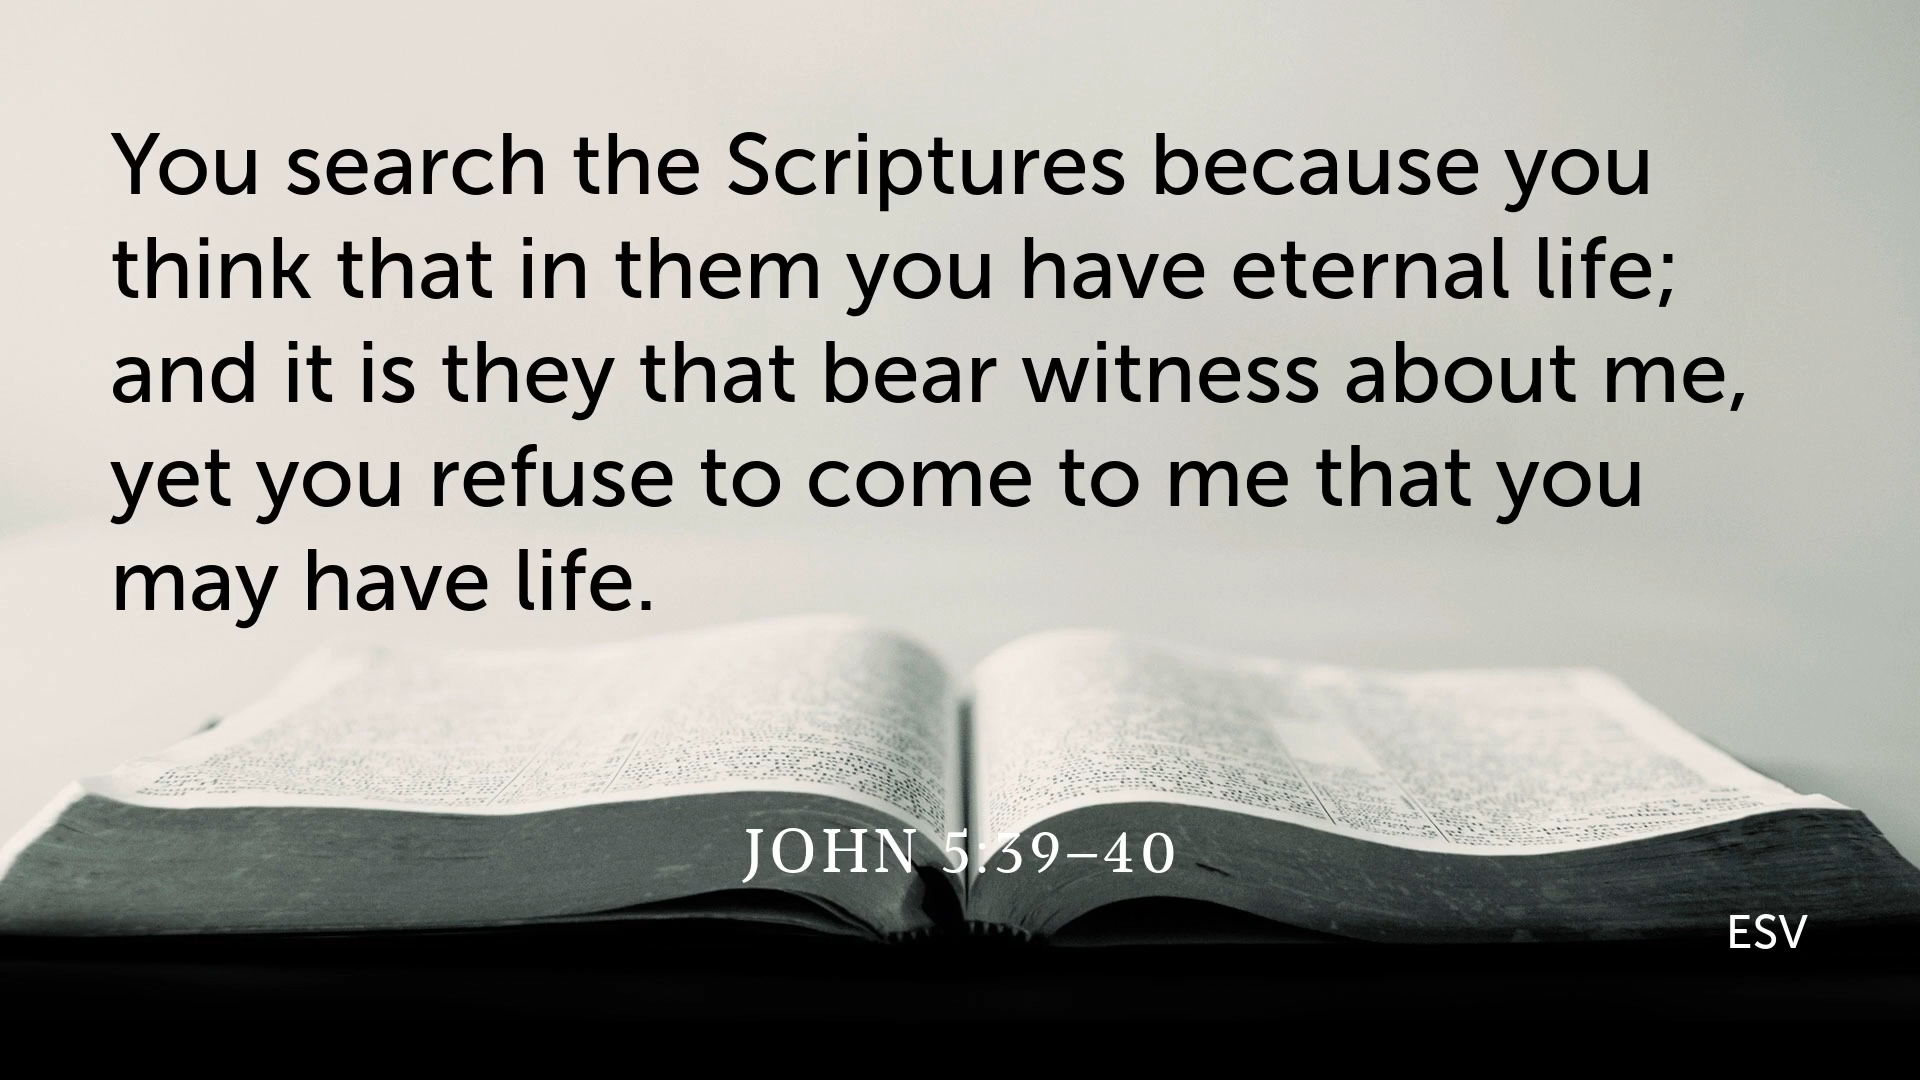 You search the Scriptures because you
think that in them you have eternal life;
and it is they that bear witness about me,
yet you refuse to come to me that you
may have life.
JOHN 5:39–40
ESV